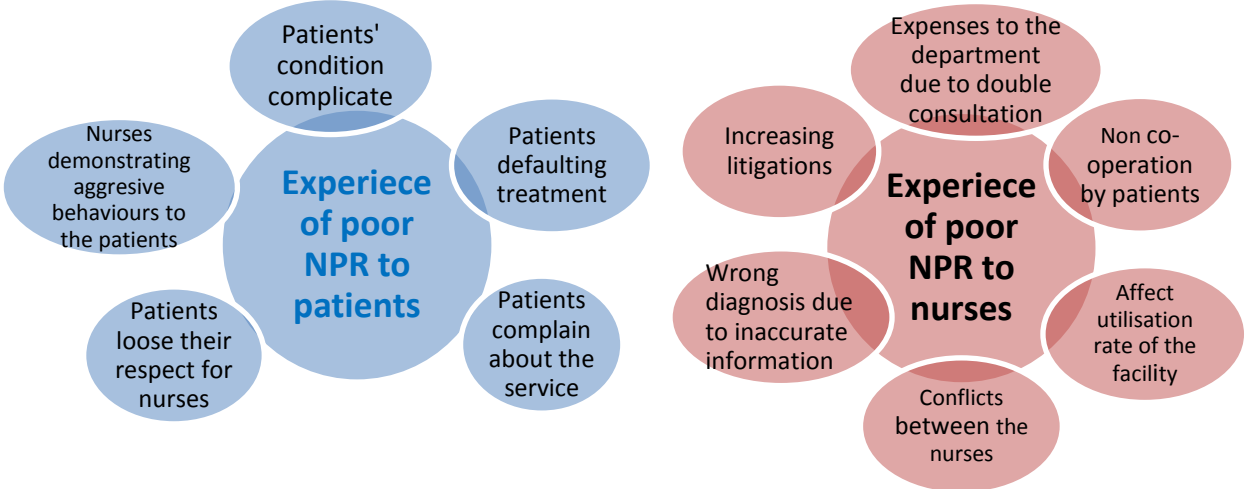 Patients'
condition
complicate
Patients
defaulting
treatment
Patients
complain
about the
service
Patients
loose their
respect for
nurses
Nurses
demonstrating
aggresive
behaviours to
the patients
Experiece
of poor
NPR to
patients
Expenses to the
department
due to double
consultation
Non co-
operation
by patients
Affect
utilisation
rate of the
facility
Conflicts
between the
nurses
Wrong
diagnosis due
to inaccurate
information
Increasing
litigations
Experiece
of poor
NPR to
nurses